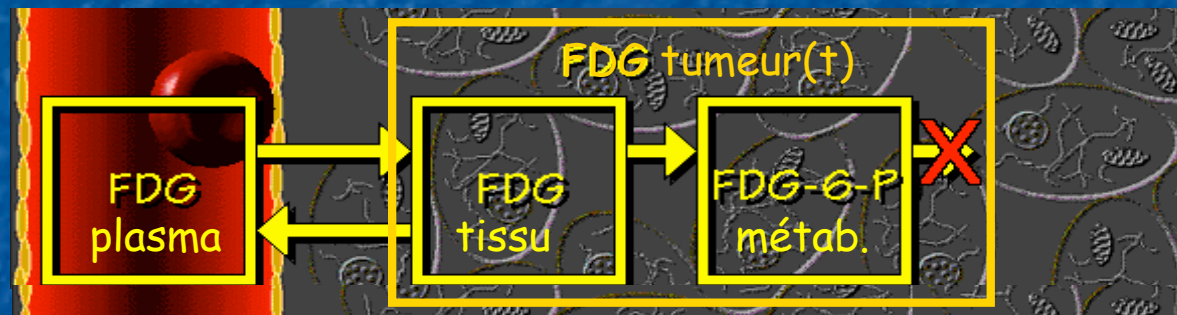 FDG tumeur(t)
FDG
plasma
FDG
tissu
FDG-6-P
métab.
X